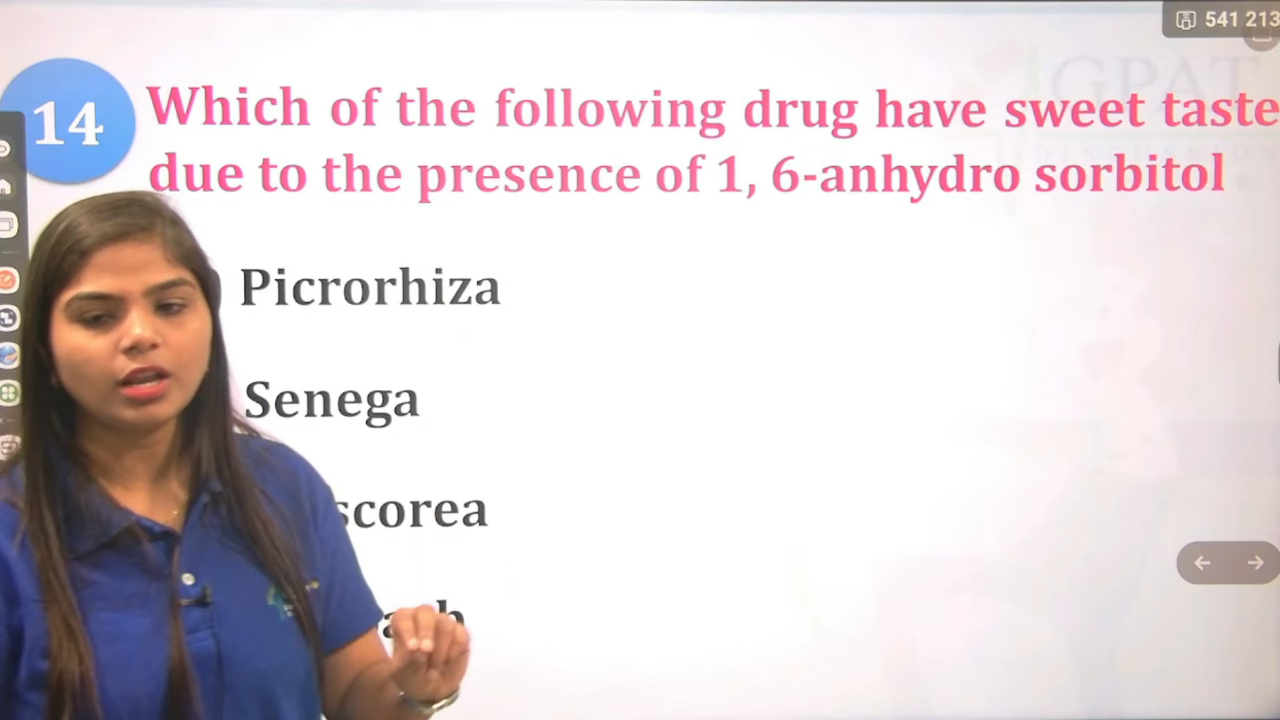 541 213
GPAT
14
Which of the following drug have sweet taste
due to the presence of 1, 6-anhydro sorbitol
Picrorhiza
Senega
scorea